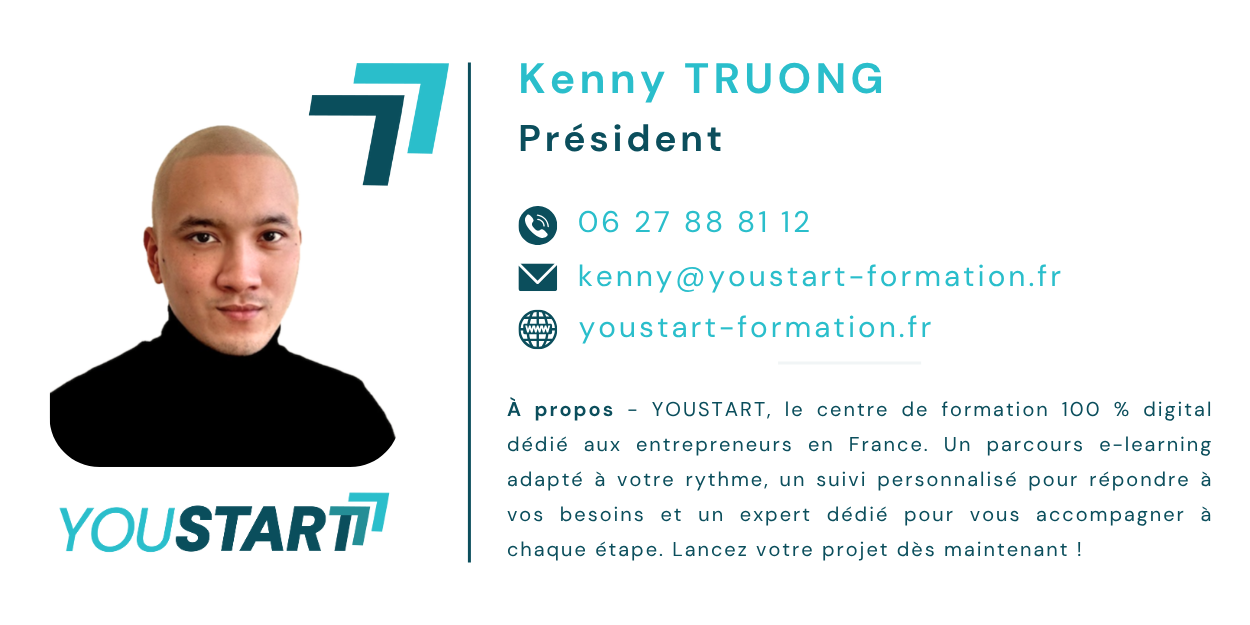 Kenny TRUONG
Président
06 27 88 81 12
kenny@youstart-formation.fr
www
youstart-formation.fr
À propos - YOUSTART, le centre de formation 100 % digital
dédié aux entrepreneurs en France. Un parcours e-learning
adapté à votre rythme, un suivi personnalisé pour répondre à
vos besoins et un expert dédié pour vous accompagner à
chaque étape. Lancez votre projet dès maintenant !
YOUSTART